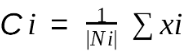 C i = 1/|N i| ∑ xi